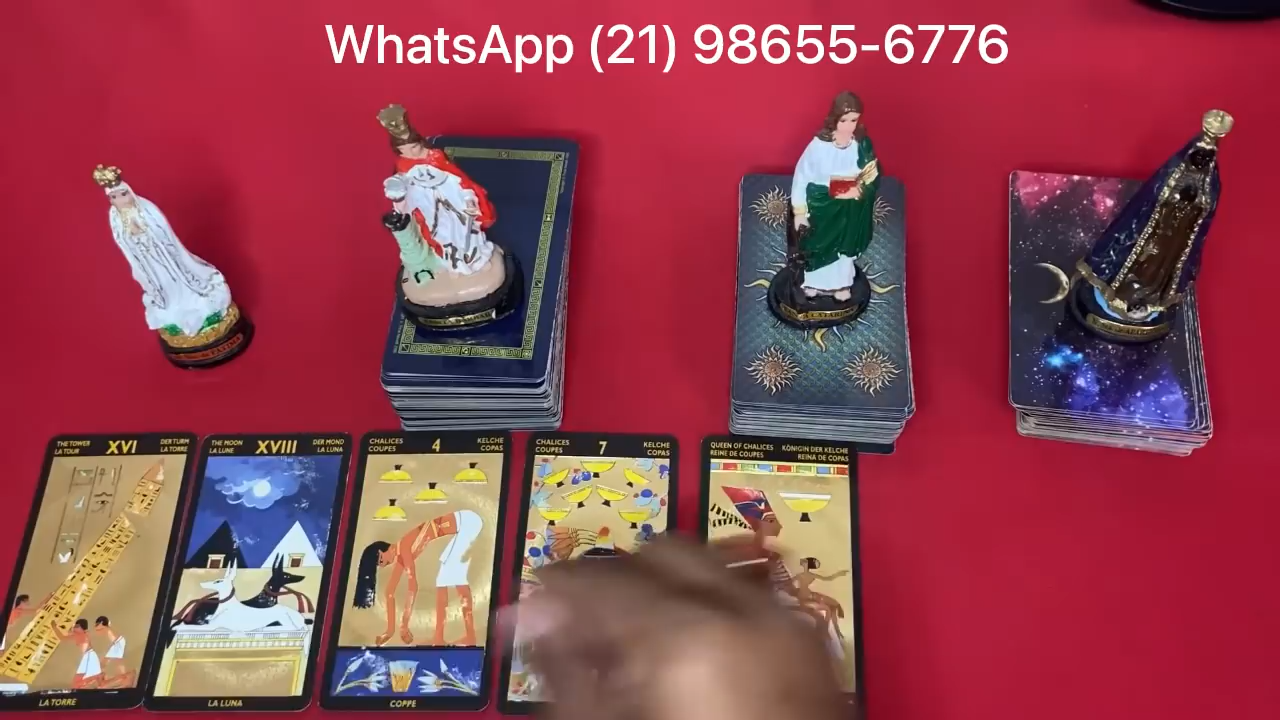 WhatsApp (21) 98655-6776
THE TOWER
LA TOUR
XVI
DER TURM
LA TORRE
THE MOON
LA LUNE
XVIII
DER MOND
LA LUNA
CHALICES
COUPES
4
KELCHE
COPAS
CHALICES
COUPES
7
KELCHE
COPAS
QUEEN OF CHALICES
REINE DE COUPES
KÖNIGIN DER KELCHE
REINA DE COPAS
LA TORRE
LA LUNA
COPPE